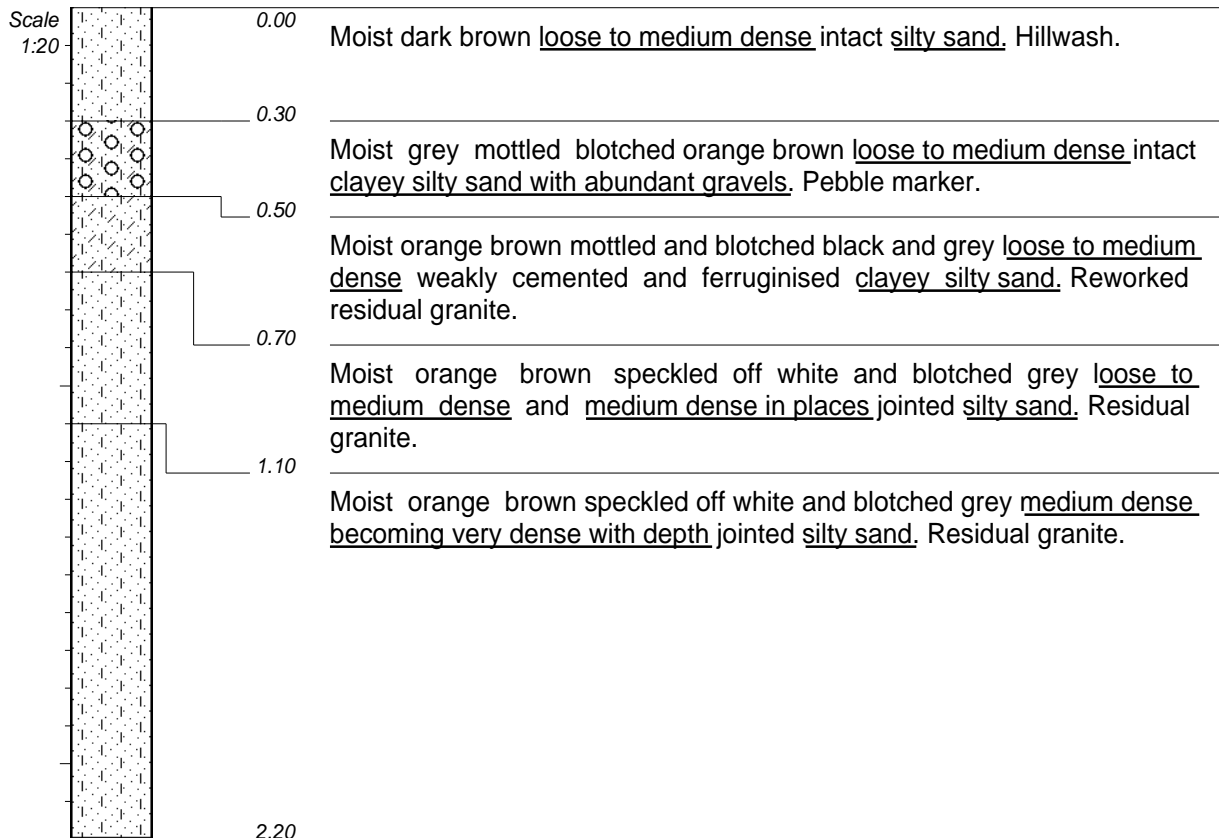 Scale
1:20
0.00
Moist dark brown loose to medium dense intact silty sand. Hillwash.
0.30
Moist grey mottled blotched orange brown loose to medium dense intact
clayey silty sand with abundant gravels. Pebble marker.
0.50
Moist orange brown mottled and blotched black and grey loose to medium
dense weakly cemented and ferruginised clayey silty sand. Reworked
residual granite.
0.70
Moist orange brown speckled off white and blotched grey loose to
medium dense and medium dense in places jointed silty sand. Residual
granite.
1.10
Moist orange brown speckled off white and blotched grey medium dense
becoming very dense with depth jointed silty sand. Residual granite.
2.20